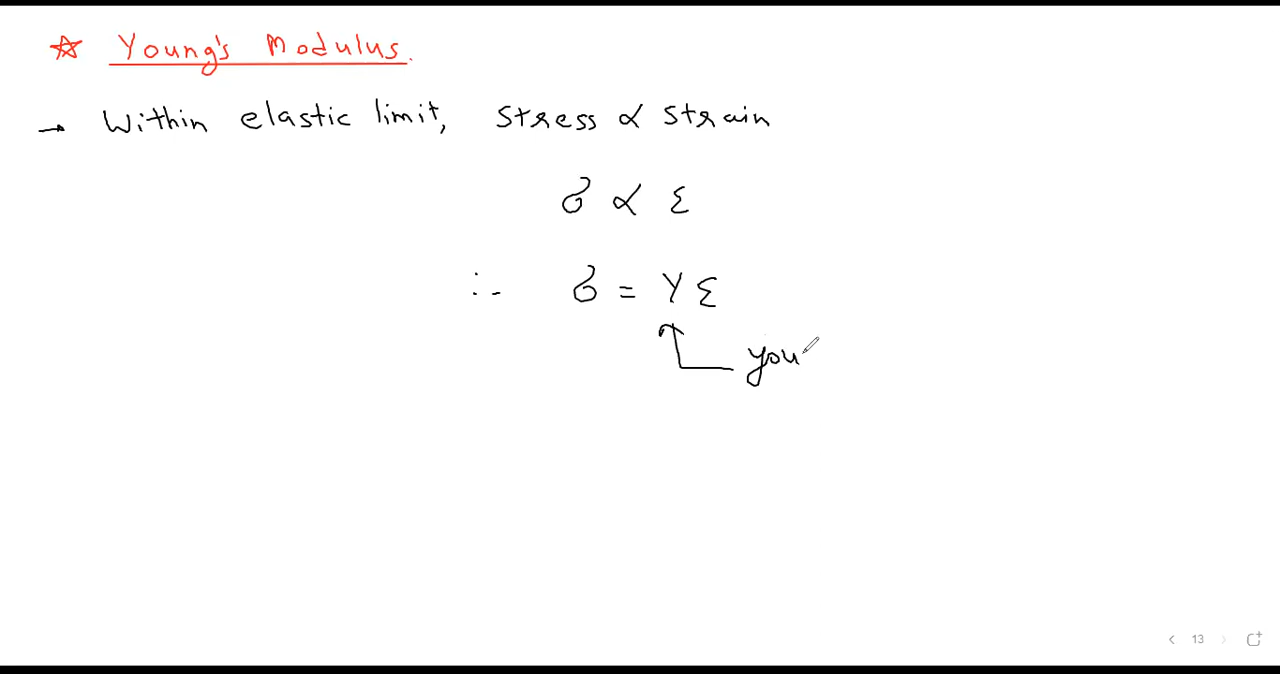 ☆ Young's Modulus.
→ Within elastic limit, stress ∝ strain
σ ∝ ε
∴ σ = Y ε
you
13